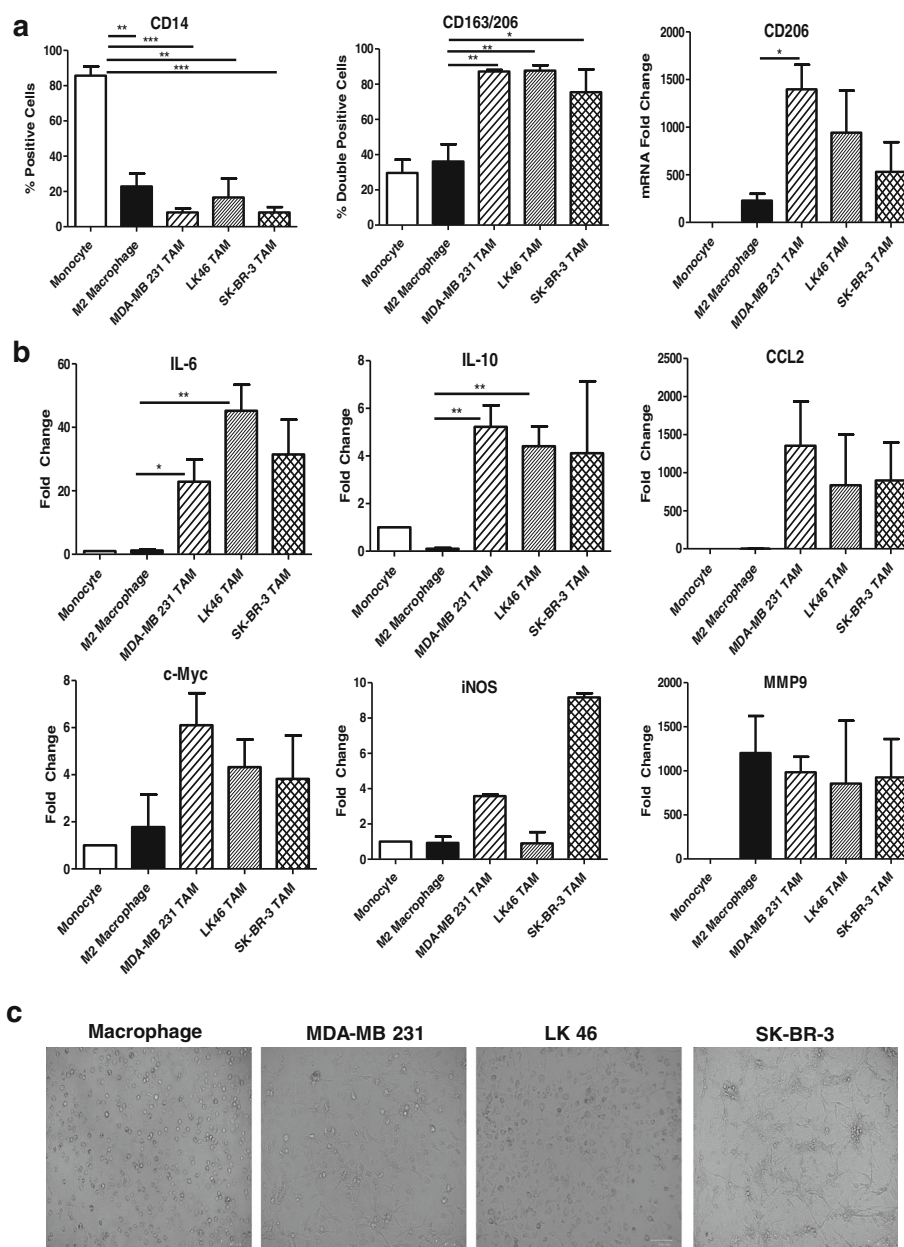 a
CD14
CD163/206
CD206
**
***
**
***
*
**
**
*
% Positive Cells
100
80
60
40
20
0
Monocyte
M2 Macrophage
MDA-MB 231 TAM
LK46 TAM
SK-BR-3 TAM
% Double Positive Cells
100
80
60
40
20
0
Monocyte
M2 Macrophage
MDA-MB 231 TAM
LK46 TAM
SK-BR-3 TAM
mRNA Fold Change
2000
1500
1000
500
0
Monocyte
M2 Macrophage
MDA-MB 231 TAM
LK46 TAM
SK-BR-3 TAM
b
IL-6
IL-10
CCL2
**
*
**
**
Fold Change
60
40
20
0
Monocyte
M2 Macrophage
MDA-MB 231 TAM
LK46 TAM
SK-BR-3 TAM
Fold Change
8
6
4
2
0
Monocyte
M2 Macrophage
MDA-MB 231 TAM
LK46 TAM
SK-BR-3 TAM
Fold Change
2500
2000
1500
1000
500
0
Monocyte
M2 Macrophage
MDA-MB 231 TAM
LK46 TAM
SK-BR-3 TAM
c-Myc
iNOS
MMP9
Fold Change
8
6
4
2
0
Monocyte
M2 Macrophage
MDA-MB 231 TAM
LK46 TAM
SK-BR-3 TAM
Fold Change
10
8
6
4
2
0
Monocyte
M2 Macrophage
MDA-MB 231 TAM
LK46 TAM
SK-BR-3 TAM
Fold Change
2000
1500
1000
500
0
Monocyte
M2 Macrophage
MDA-MB 231 TAM
LK46 TAM
SK-BR-3 TAM
c
Macrophage
MDA-MB 231
LK 46
SK-BR-3